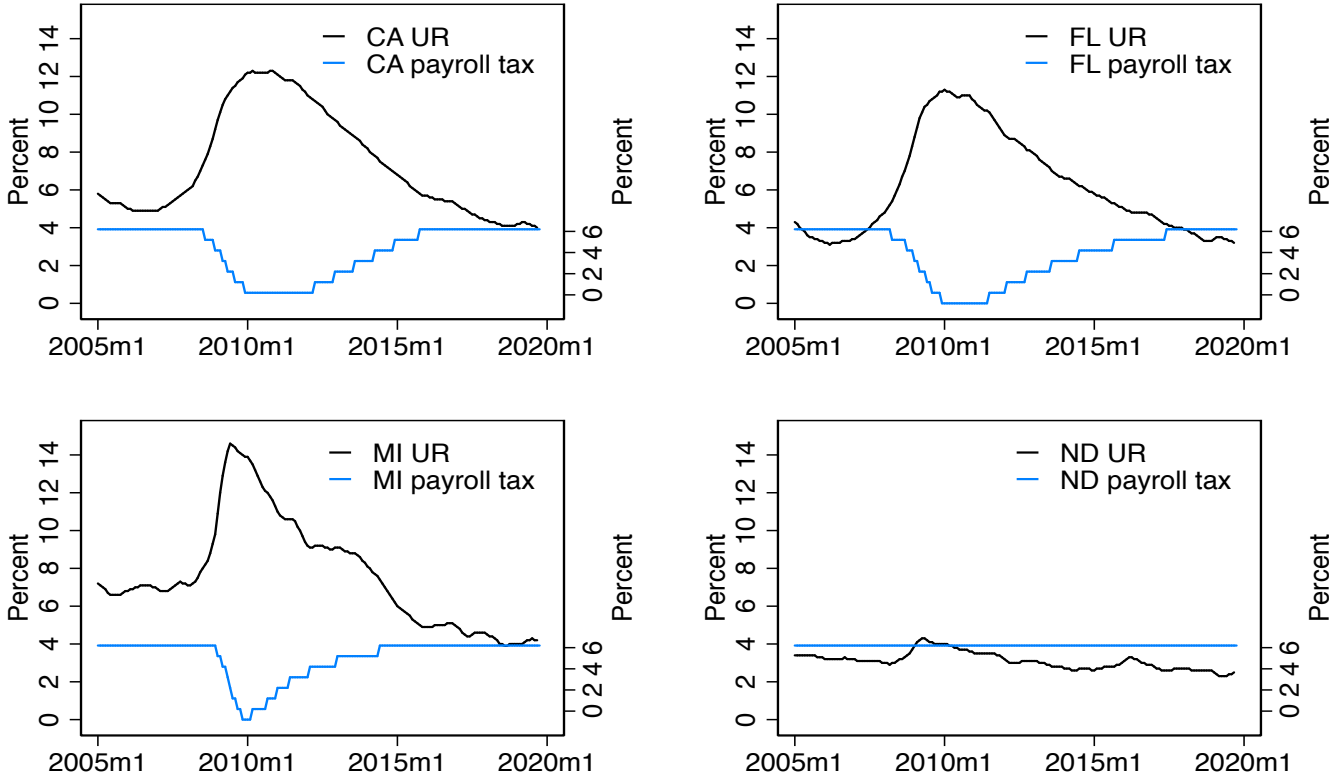 CA UR
CA payroll tax
Percent
0 2 4 6 8 10 12 14
Percent
0 2 4 6
2005m1 2010m1 2015m1 2020m1
FL UR
FL payroll tax
Percent
0 2 4 6 8 10 12 14
Percent
0 2 4 6
2005m1 2010m1 2015m1 2020m1
MI UR
MI payroll tax
Percent
0 2 4 6 8 10 12 14
Percent
0 2 4 6
2005m1 2010m1 2015m1 2020m1
ND UR
ND payroll tax
Percent
0 2 4 6 8 10 12 14
Percent
0 2 4 6
2005m1 2010m1 2015m1 2020m1